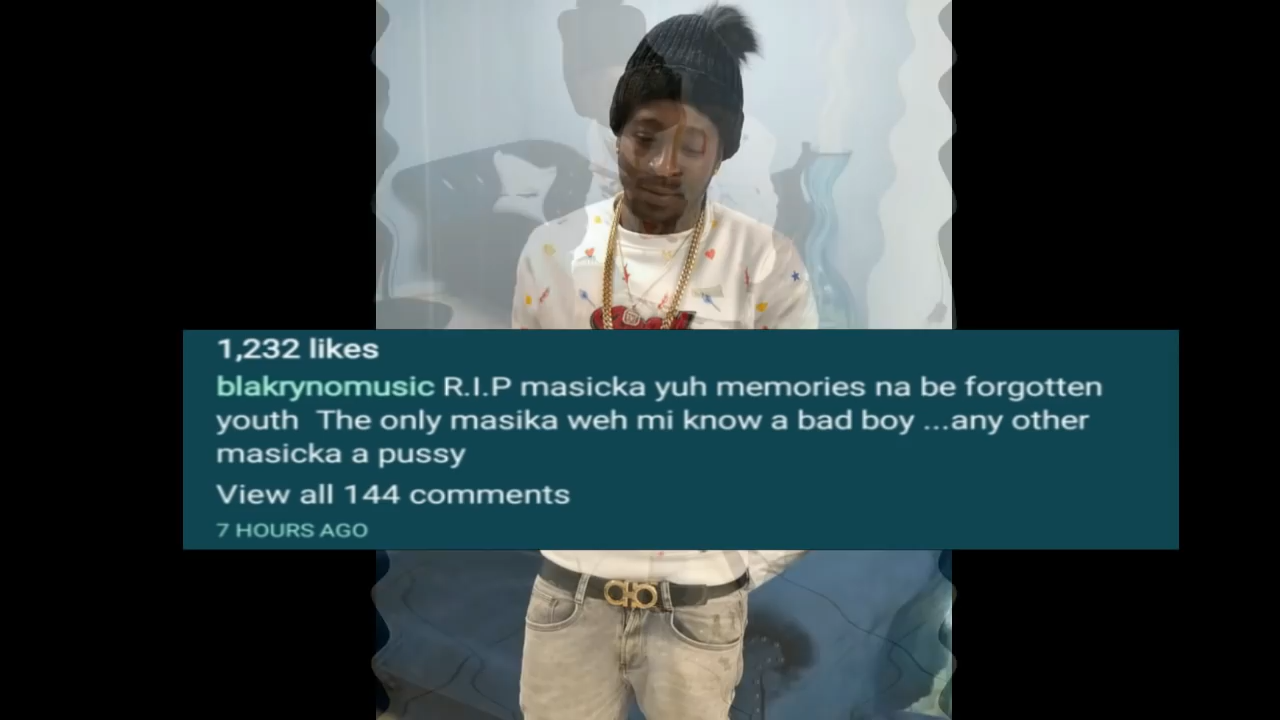 1,232 likes
blakrynomusic R.I.P masicka yuh memories na be forgotten
youth The only masika weh mi know a bad boy ...any other
masicka a pussy
View all 144 comments
7 HOURS AGO